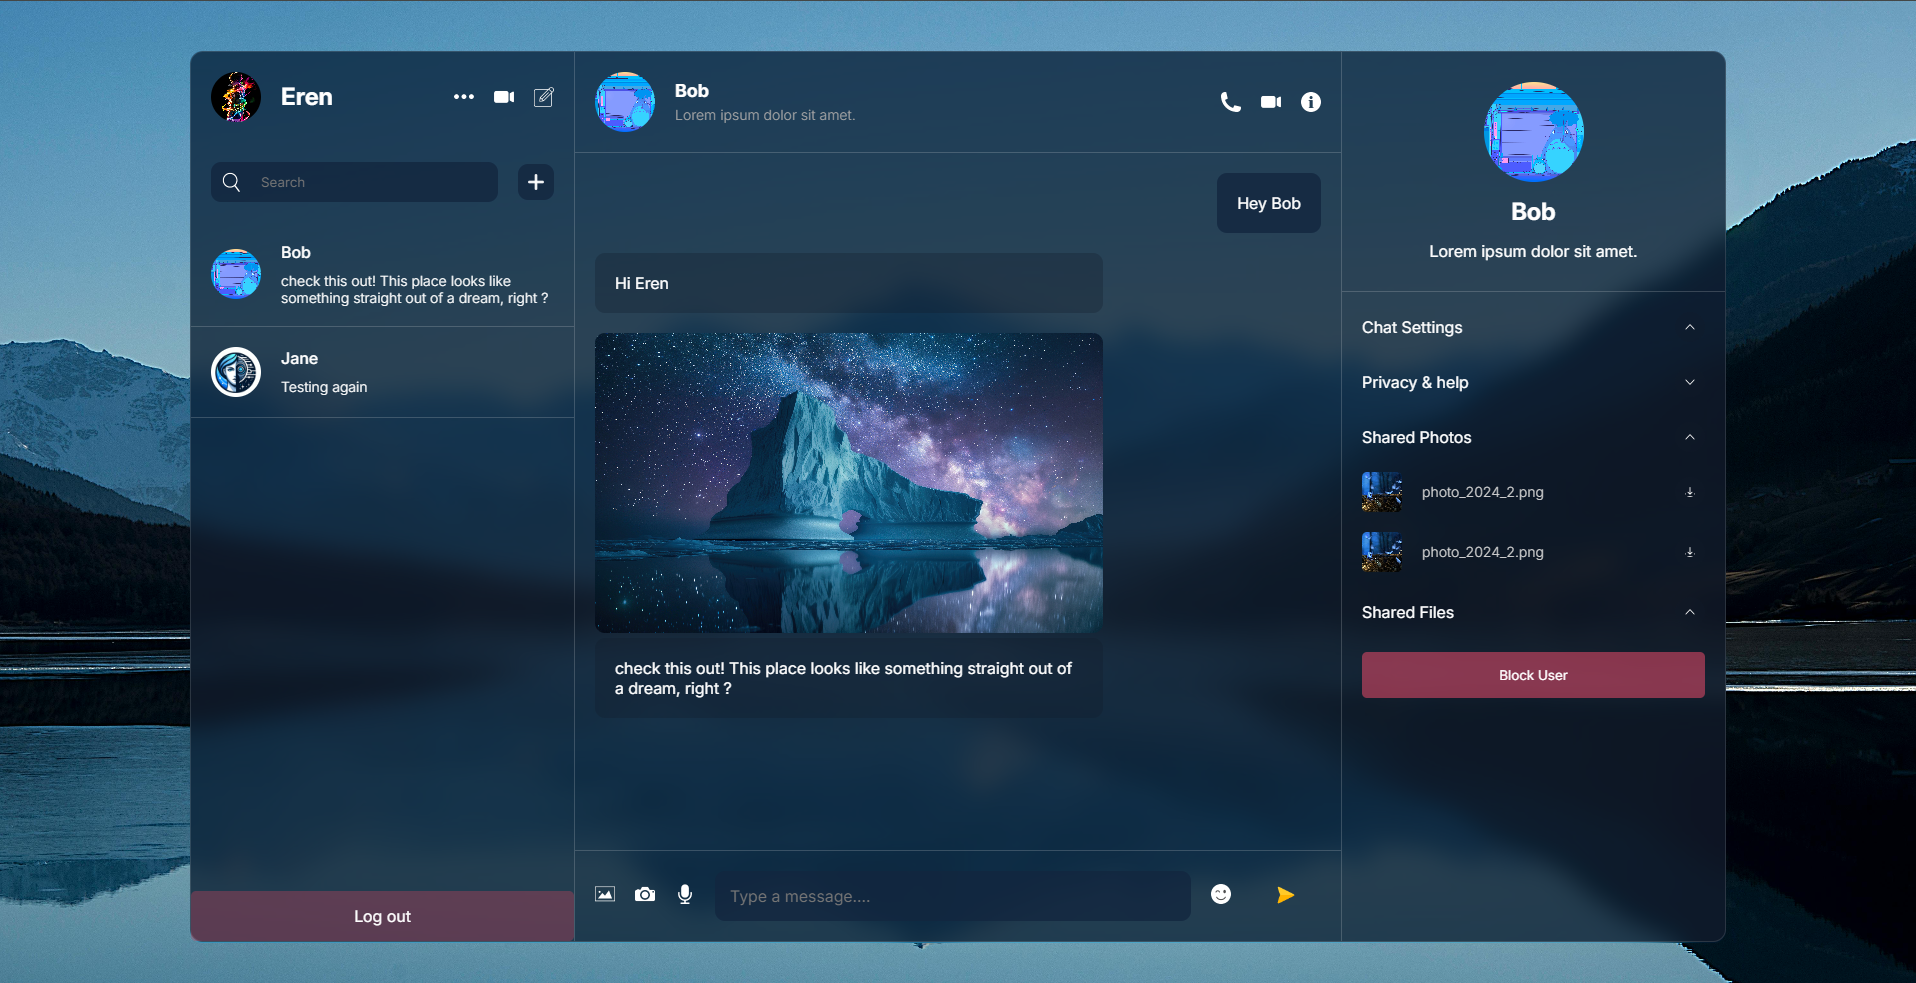 Eren
Search
Bob
check this out! This place looks like
something straight out of a dream, right ?
Jane
Testing again
Log out
Bob
Lorem ipsum dolor sit amet.
Hey Bob
Hi Eren
check this out! This place looks like something straight out of
a dream, right ?
Type a message....
Bob
Lorem ipsum dolor sit amet.
Chat Settings
Privacy & help
Shared Photos
photo_2024_2.png
photo_2024_2.png
Shared Files
Block User